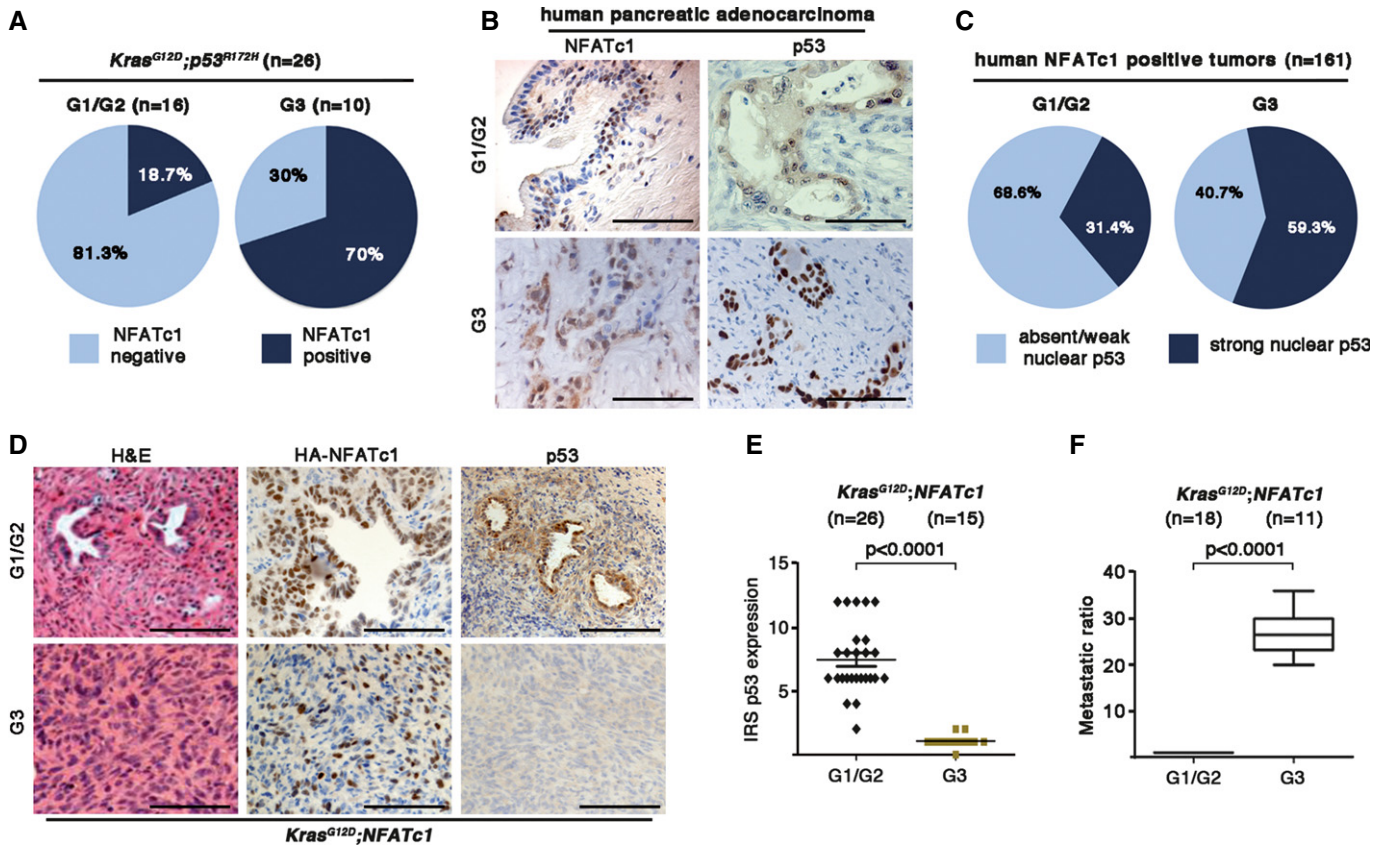 A
Kras^G12D;p53^R172H (n=26)
G1/G2 (n=16)
G3 (n=10)
18.7%
81.3%
30%
70%
NFATc1
negative
NFATc1
positive
B
human pancreatic adenocarcinoma
NFATc1
p53
G1/G2
G3
C
human NFATc1 positive tumors (n=161)
G1/G2
G3
68.6%
31.4%
40.7%
59.3%
absent/weak
nuclear p53
strong nuclear p53
D
H&E
HA-NFATc1
p53
G1/G2
G3
Kras^G12D;NFATc1
E
Kras^G12D;NFATc1
(n=26)
(n=15)
p<0.0001
IRS p53 expression
15
10
5
G1/G2
G3
F
Kras^G12D;NFATc1
(n=18)
(n=11)
p<0.0001
Metastatic ratio
40
30
20
10
G1/G2
G3